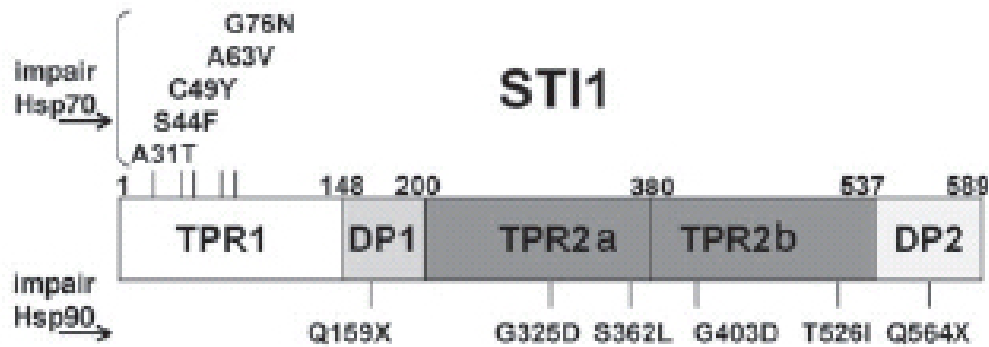 G76N
A63V
impair
C49Y
STI1
Hsp70
S44F
A31T
1 148 200 380 537 589
TPR1 DP1 TPR2a TPR2b DP2
impair
Hsp90
Q159X G325D S362L G403D T526I Q564X